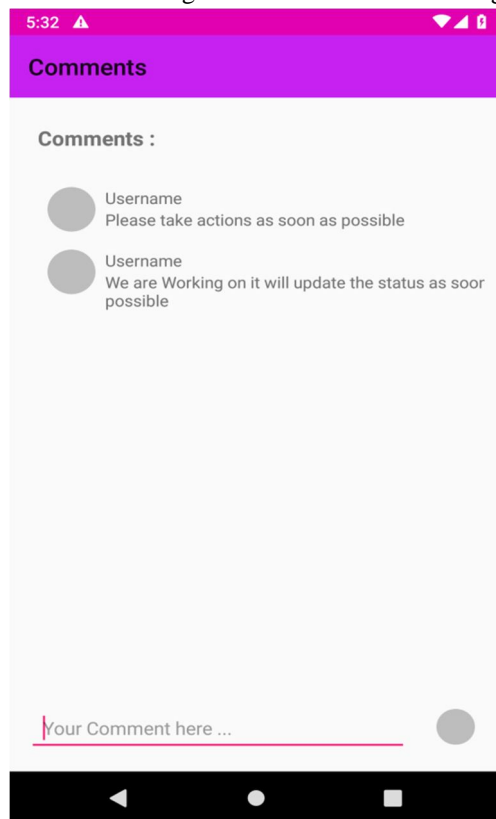 5:32
Comments
Comments :
Username
Please take actions as soon as possible
Username
We are Working on it will update the status as soor
possible
Your Comment here ...